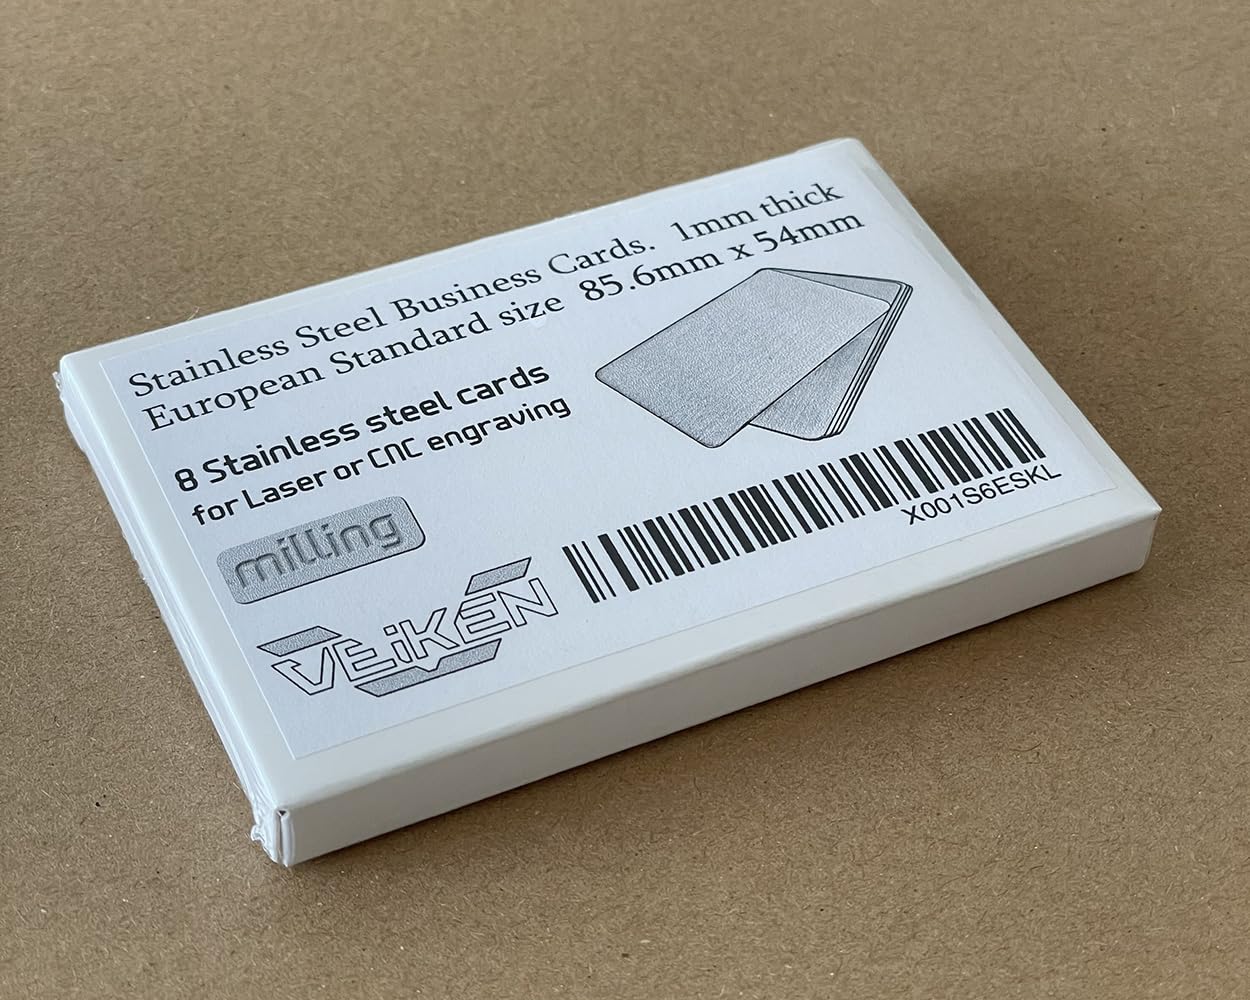 Stainless Steel Business Cards. 1mm thick
European Standard size 85.6mm x 54mm
8 Stainless steel cards
for Laser or CNC engraving
milling
VEiKEN
X001S6ESKL